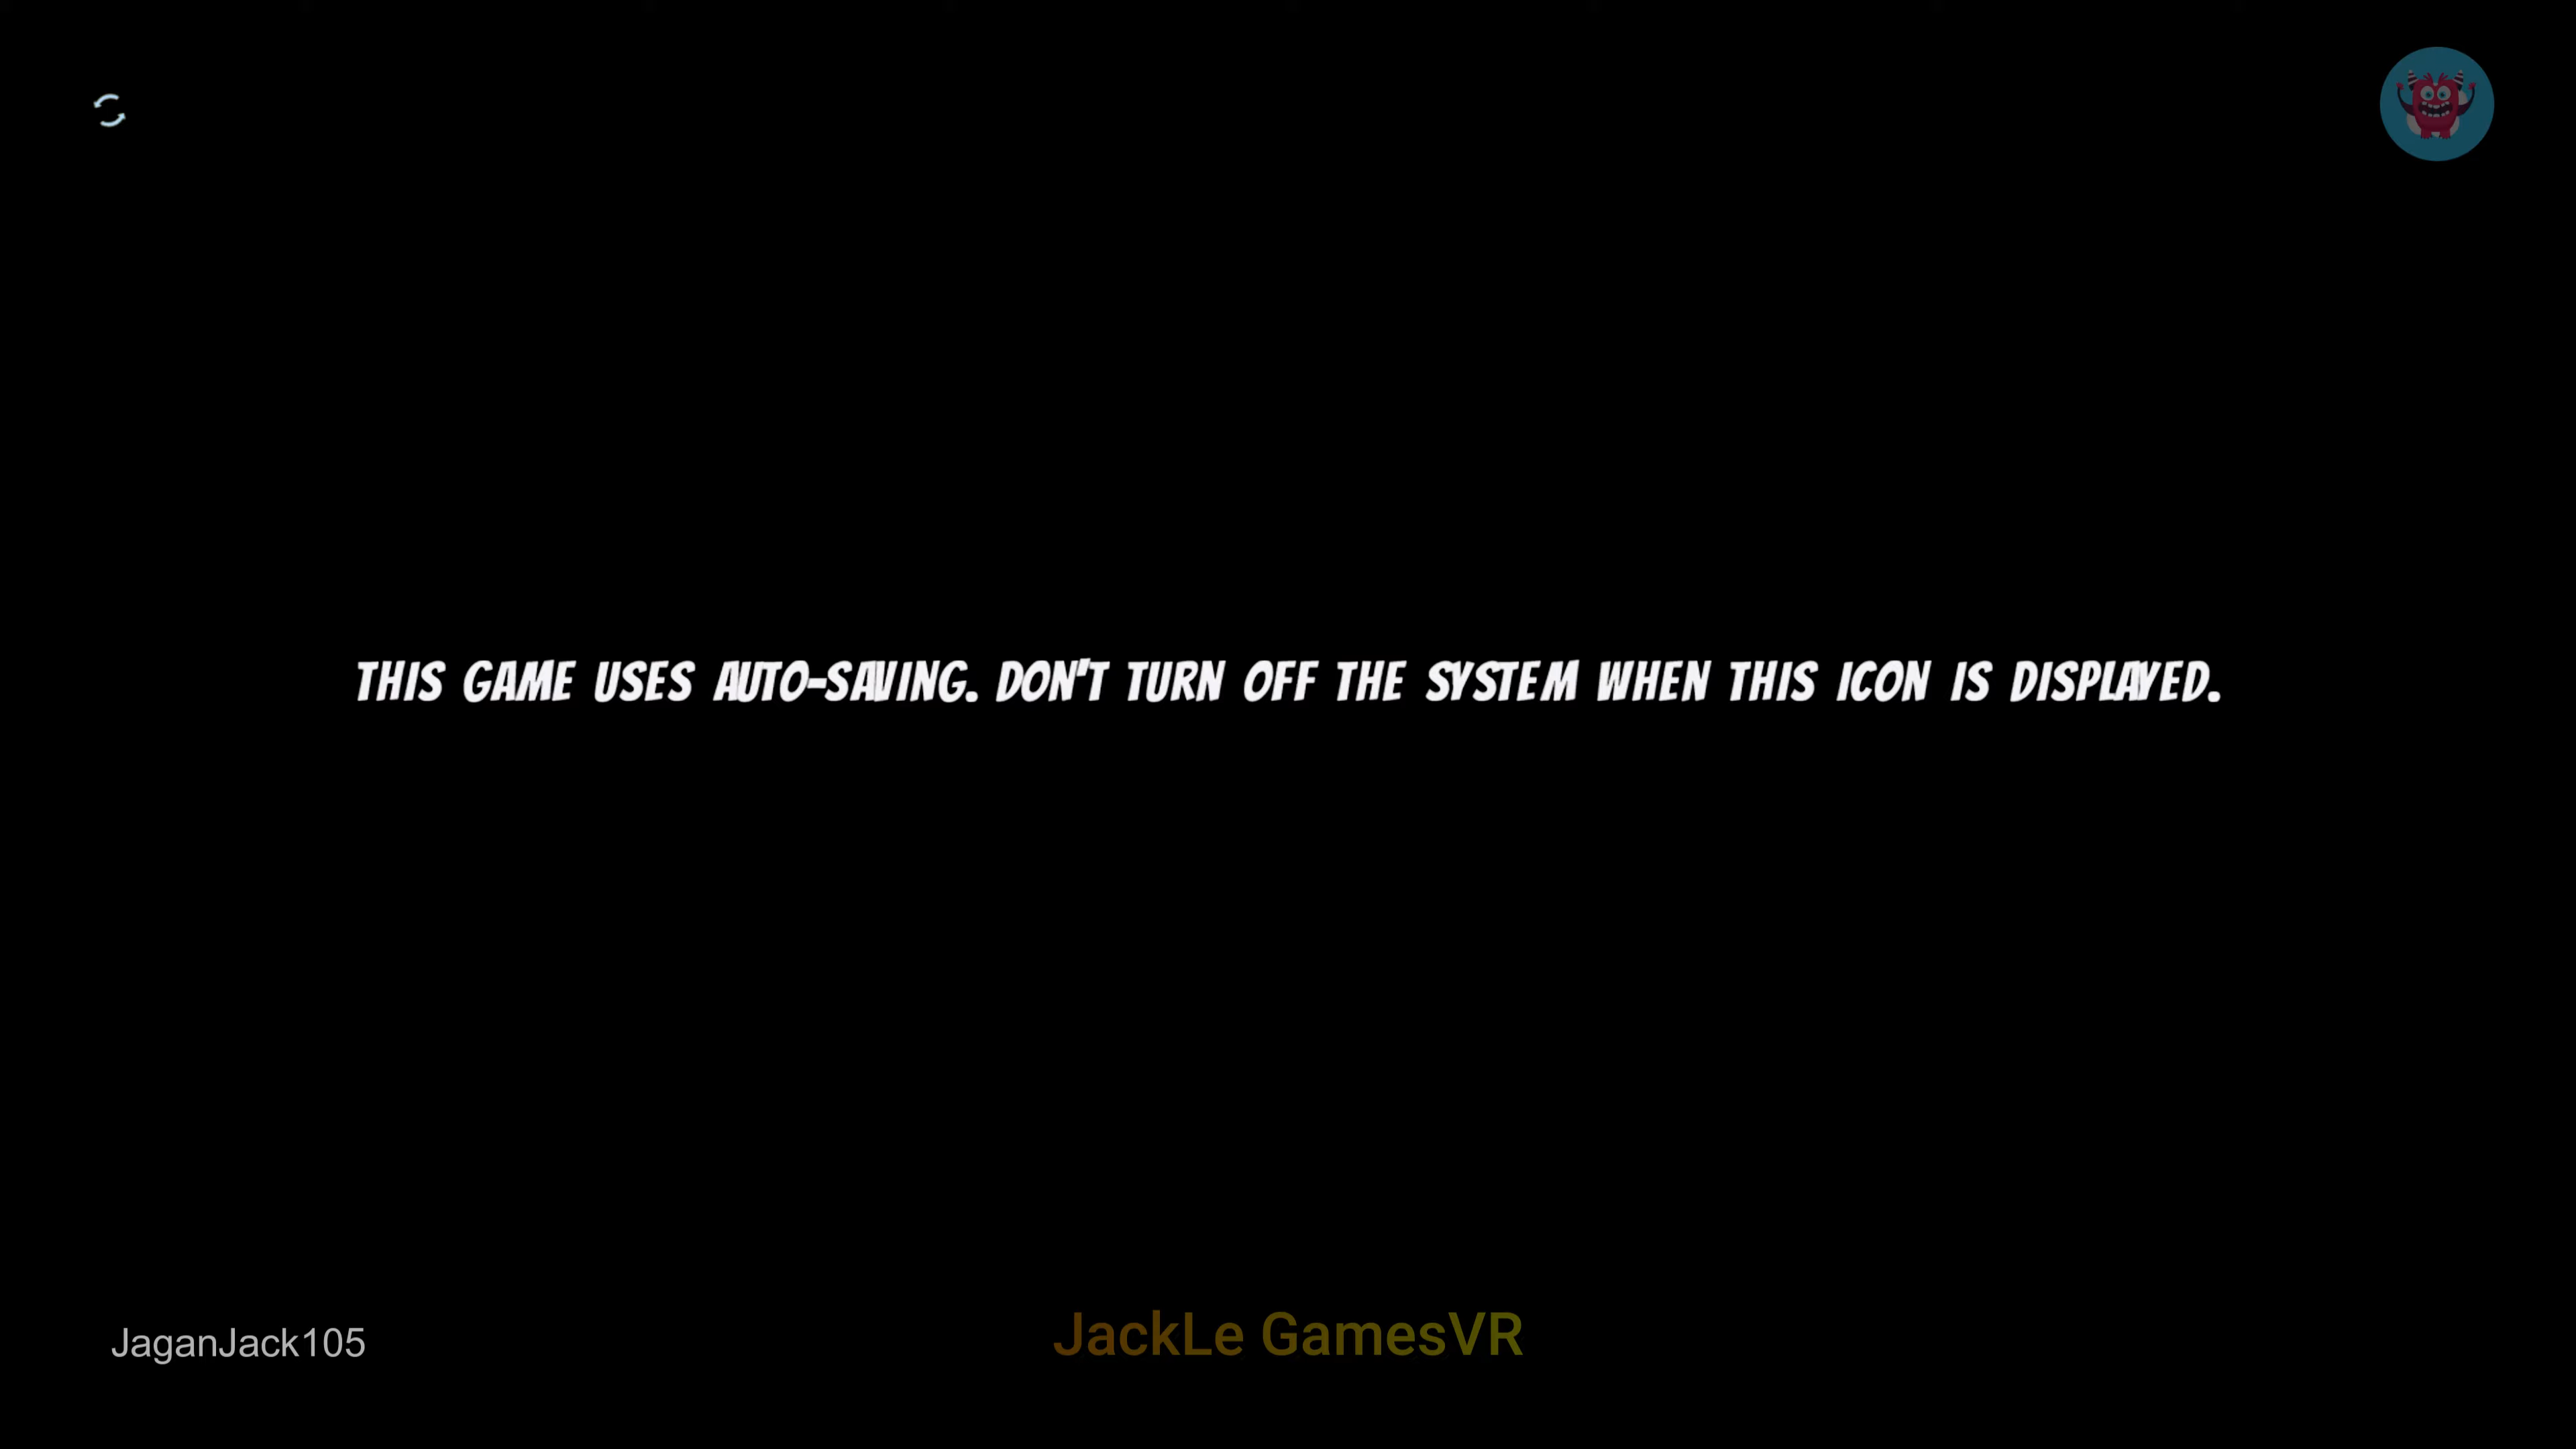 THIS GAME USES AUTO-SAVING. DON'T TURN OFF THE SYSTEM WHEN THIS ICON IS DISPLAYED.
JaganJack105
JackLe GamesVR